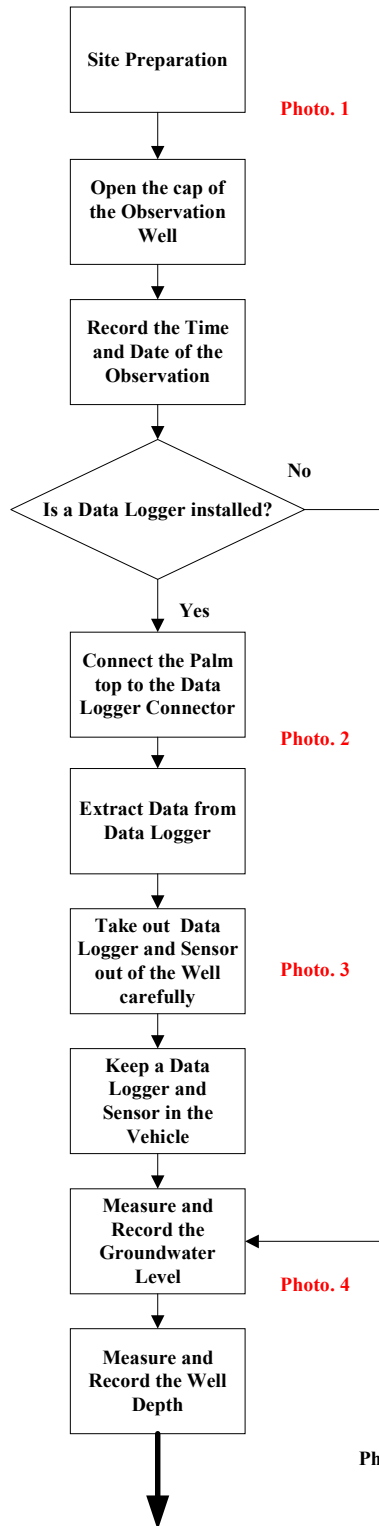 Site Preparation
Photo. 1
Open the cap of
the Observation
Well
Record the Time
and Date of the
Observation
No
Is a Data Logger installed?
Yes
Connect the Palm
top to the Data
Logger Connector
Photo. 2
Extract Data from
Data Logger
Take out Data
Logger and Sensor
out of the Well
carefully
Photo. 3
Keep a Data
Logger and
Sensor in the
Vehicle
Measure and
Record the
Groundwater
Level
Photo. 4
Measure and
Record the Well
Depth
Ph